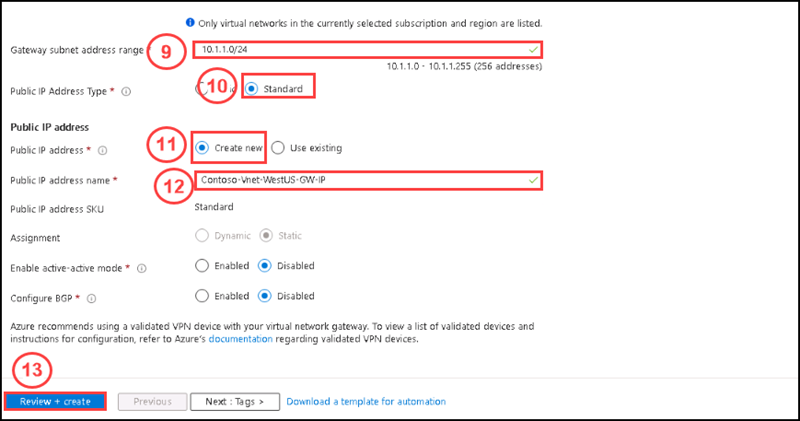 Only virtual networks in the currently selected subscription and region are listed.
Gateway subnet address range *
9
10.1.1.0/24
10.1.1.0 - 10.1.1.255 (256 addresses)
Public IP Address Type *
10
Standard
Public IP address
Public IP address *
11
Create new
Use existing
Public IP address name *
12
Contoso-Vnet-WestUS-GW-IP
Public IP address SKU
Standard
Assignment
Dynamic
Static
Enable active-active mode *
Enabled
Disabled
Configure BGP *
Enabled
Disabled
Azure recommends using a validated VPN device with your virtual network gateway. To view a list of validated devices and
instructions for configuration, refer to Azure's documentation regarding validated VPN devices.
13
Review + create
Previous
Next : Tags >
Download a template for automation